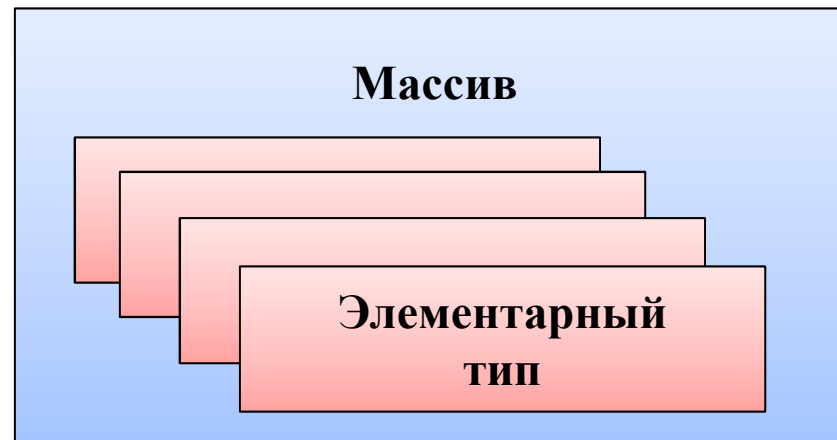 Массив
Элементарный
тип